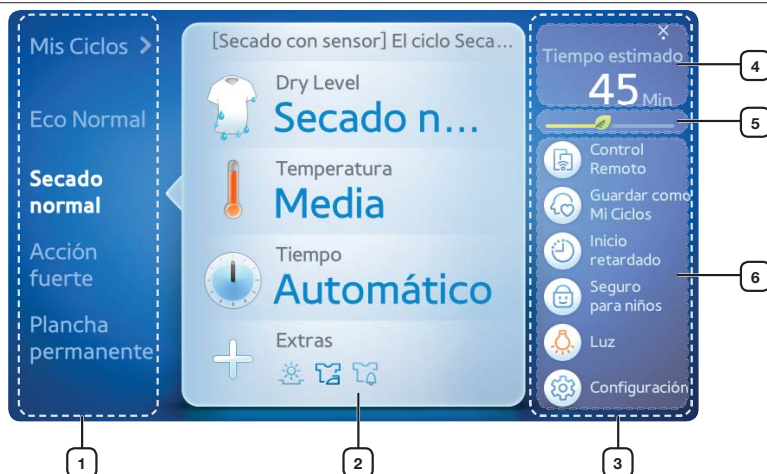 Mis Ciclos >
Eco Normal
Secado
normal
Acción
fuerte
Plancha
permanente
[Secado con sensor] El ciclo Seca...
Dry Level
Secado n...
Temperatura
Media
Tiempo
Automático
Extras
Tiempo estimado
45 Min
Control
Remoto
Guardar como
Mi Ciclos
Inicio
retardado
Seguro
para niños
Luz
Configuración
4
5
6
1
2
3